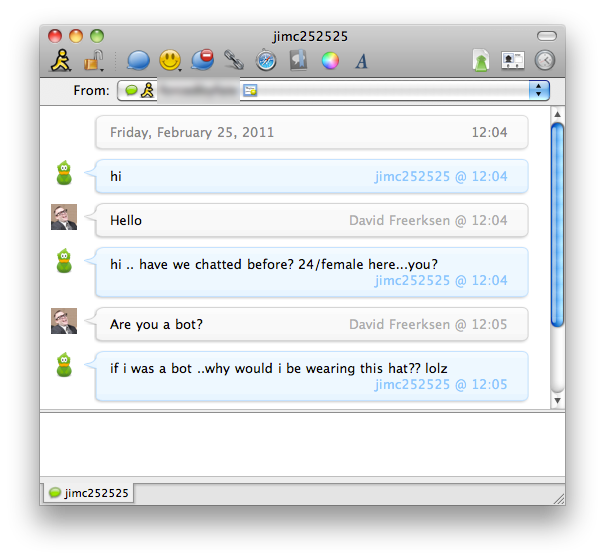 jimc252525
From:
Friday, February 25, 2011 12:04
hi jimc252525 @ 12:04
Hello David Freerksen @ 12:04
hi .. have we chatted before? 24/female here...you?
jimc252525 @ 12:04
Are you a bot? David Freerksen @ 12:05
if i was a bot ..why would i be wearing this hat?? lolz
jimc252525 @ 12:05
jimc252525